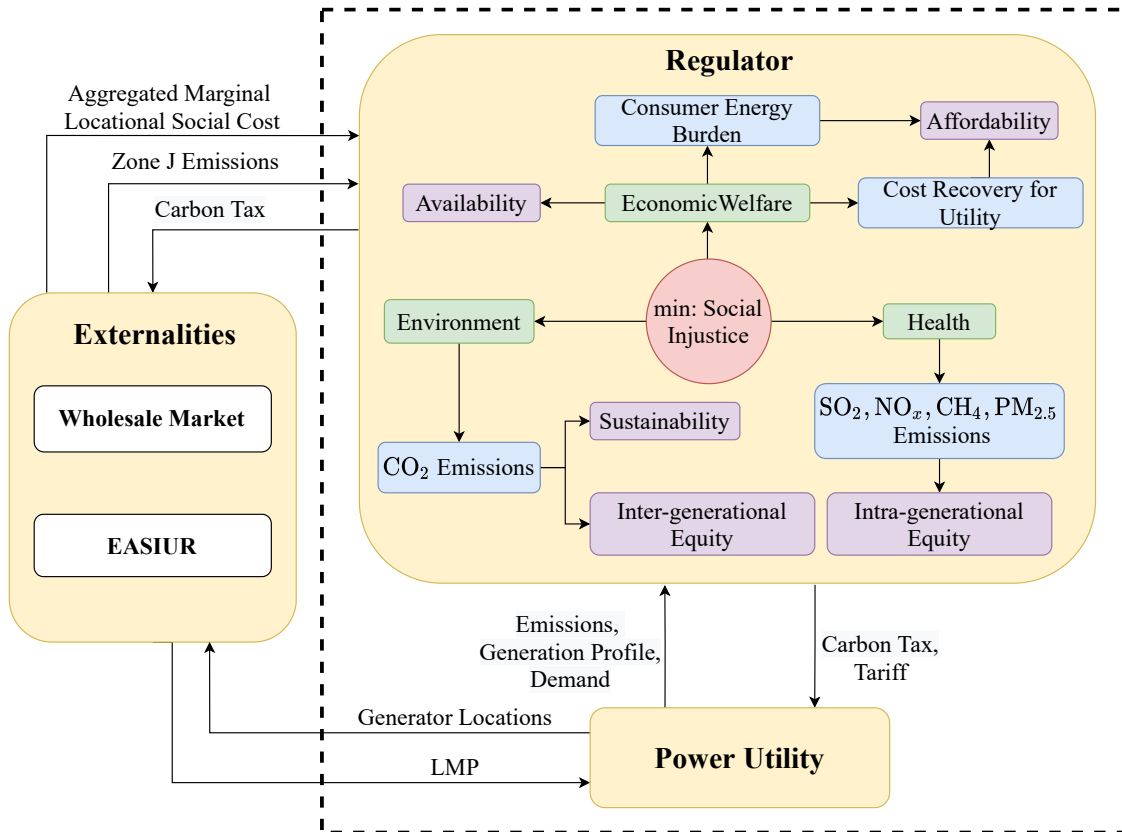 Regulator
Aggregated Marginal
Locational Social Cost
Zone J Emissions
Carbon Tax
Consumer Energy
Burden
Affordability
Availability
EconomicWelfare
Cost Recovery for
Utility
Externalities
Wholesale Market
EASIUR
Environment
min: Social
Injustice
Health
SO₂, NOₓ, CH₄, PM₂.₅
Emissions
Sustainability
CO₂ Emissions
Inter-generational
Equity
Intra-generational
Equity
Emissions,
Generation Profile,
Demand
Carbon Tax,
Tariff
Generator Locations
LMP
Power Utility